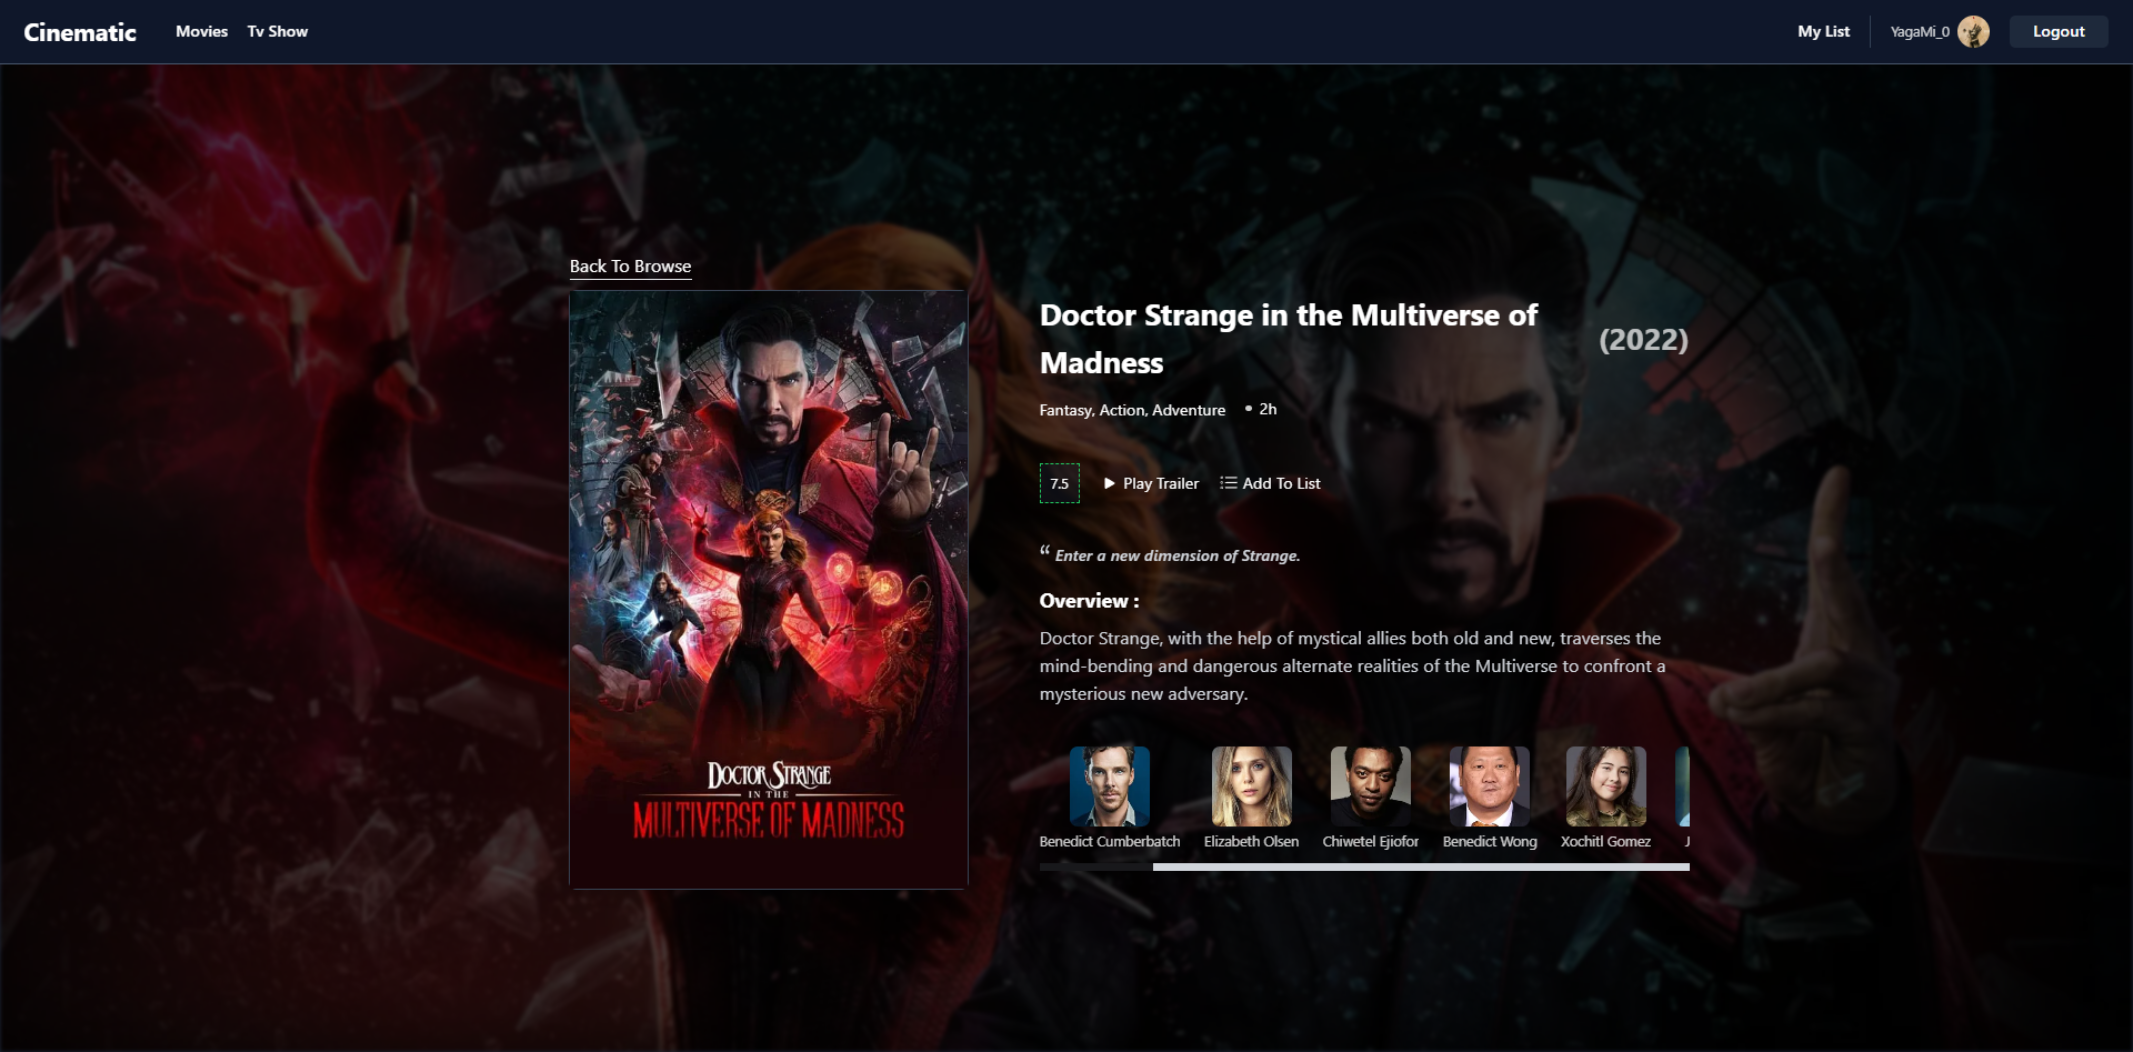 Cinematic Movies Tv Show My List YagaMi_0 Logout
Back To Browse
DOCTOR STRANGE
IN THE
MULTIVERSE OF MADNESS
Doctor Strange in the Multiverse of
Madness
(2022)
Fantasy, Action, Adventure • 2h
7.5 Play Trailer Add To List
“ Enter a new dimension of Strange.
Overview :
Doctor Strange, with the help of mystical allies both old and new, traverses the
mind-bending and dangerous alternate realities of the Multiverse to confront a
mysterious new adversary.
Benedict Cumberbatch Elizabeth Olsen Chiwetel Ejiofor Benedict Wong Xochitl Gomez J